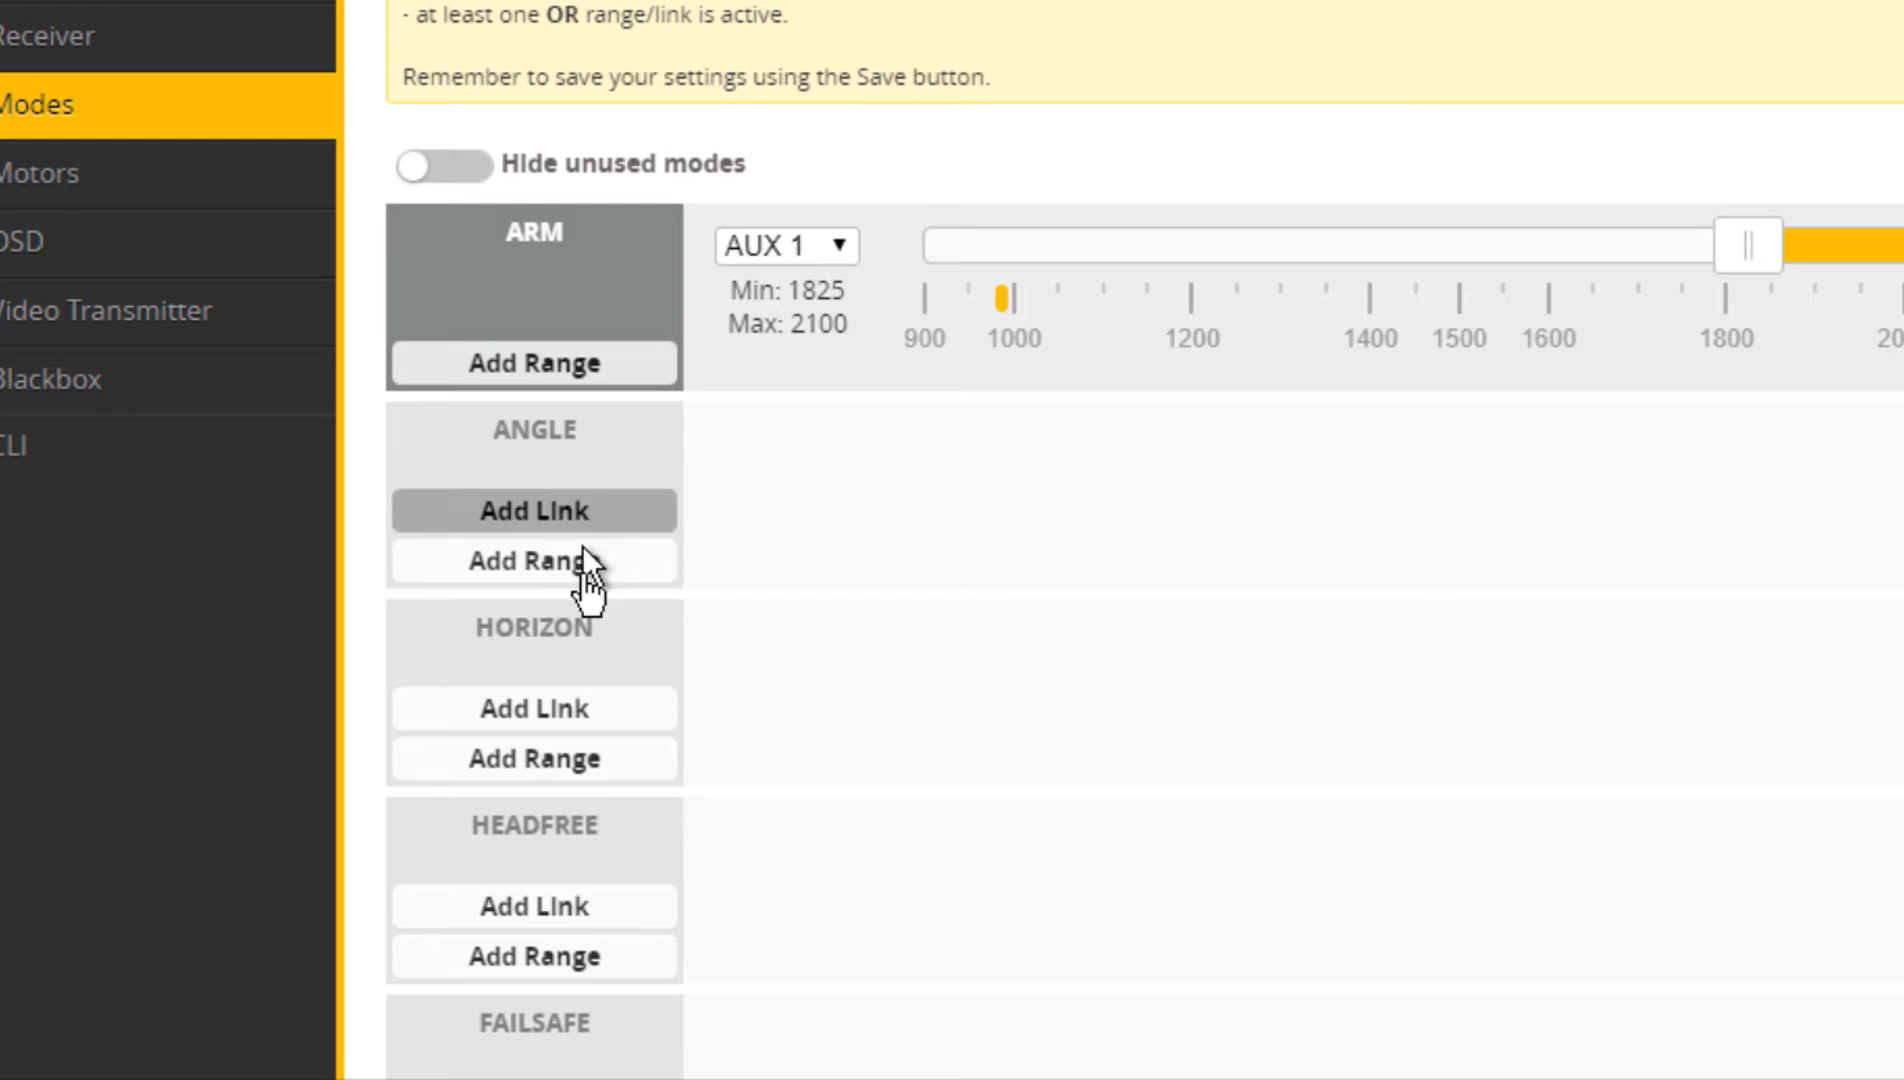 - at least one OR range/link is active.
Remember to save your settings using the Save button.
Receiver
Modes
Motors
OSD
Video Transmitter
Blackbox
CLI
Hide unused modes
ARM
Add Range
AUX 1
Min: 1825
Max: 2100
900 1000 1200 1400 1500 1600 1800 20
ANGLE
Add Link
Add Range
HORIZON
Add Link
Add Range
HEADFREE
Add Link
Add Range
FAILSAFE